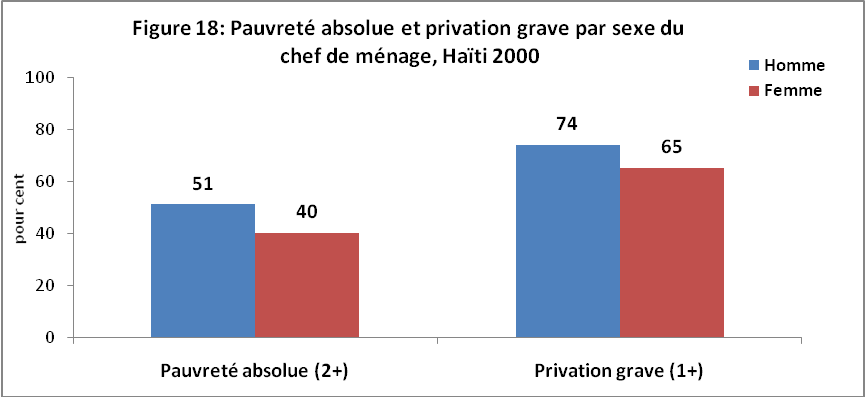 Figure 18: Pauvreté absolue et privation grave par sexe du
chef de ménage, Haïti 2000
Homme
Femme
pour cent
100
80
60
40
20
0
51
40
74
65
Pauvreté absolue (2+)
Privation grave (1+)